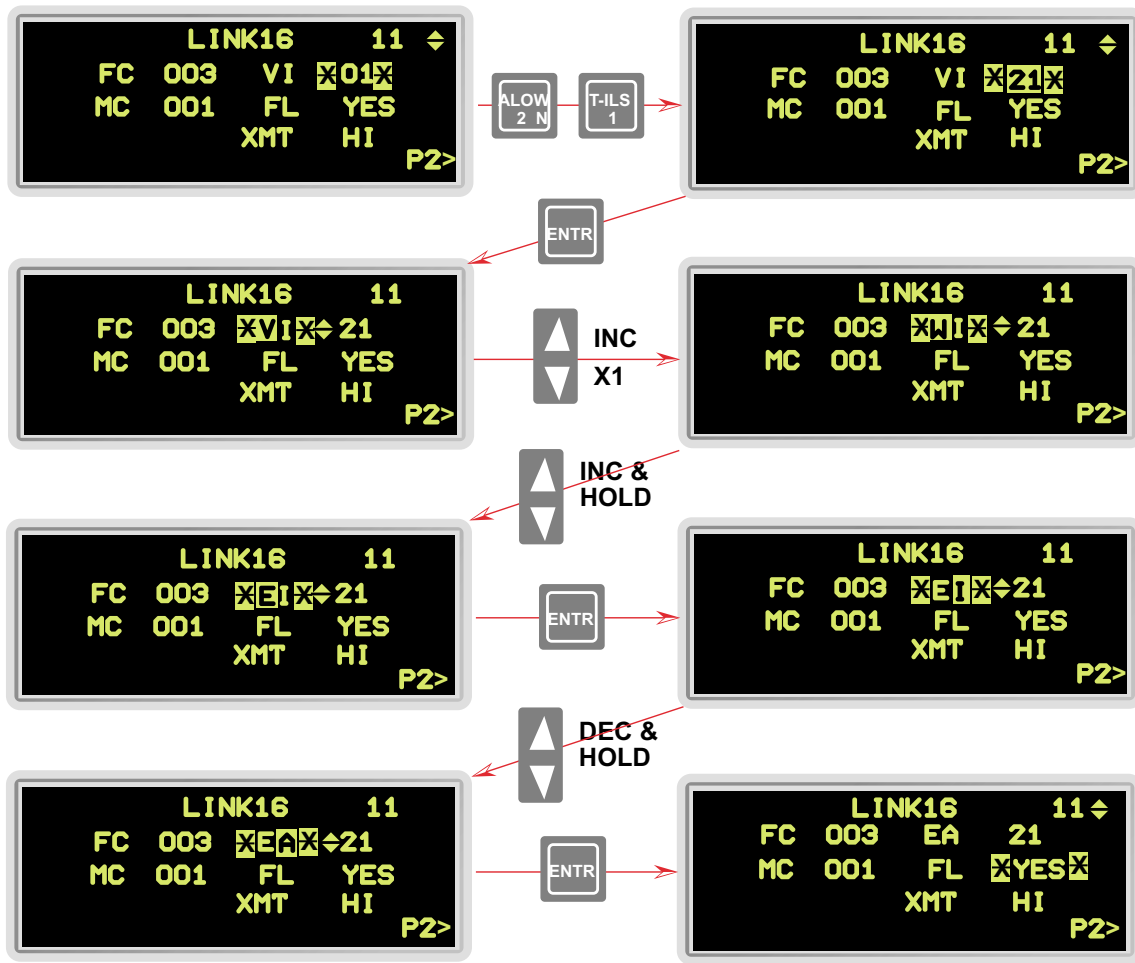 LINK16 11
FC 003 VI *01*
MC 001 FL YES
XMT HI
P2>
ALOW
2 N
T-ILS
1
LINK16 11
FC 003 VI *21*
MC 001 FL YES
XMT HI
P2>
ENTR
LINK16 11
FC 003 *VI* 21
MC 001 FL YES
XMT HI
P2>
INC
X1
LINK16 11
FC 003 *WI* 21
MC 001 FL YES
XMT HI
P2>
INC &
HOLD
LINK16 11
FC 003 *EI* 21
MC 001 FL YES
XMT HI
P2>
ENTR
LINK16 11
FC 003 *EI* 21
MC 001 FL YES
XMT HI
P2>
DEC &
HOLD
LINK16 11
FC 003 *EA* 21
MC 001 FL YES
XMT HI
P2>
ENTR
LINK16 11
FC 003 EA 21
MC 001 FL *YES*
XMT HI
P2>